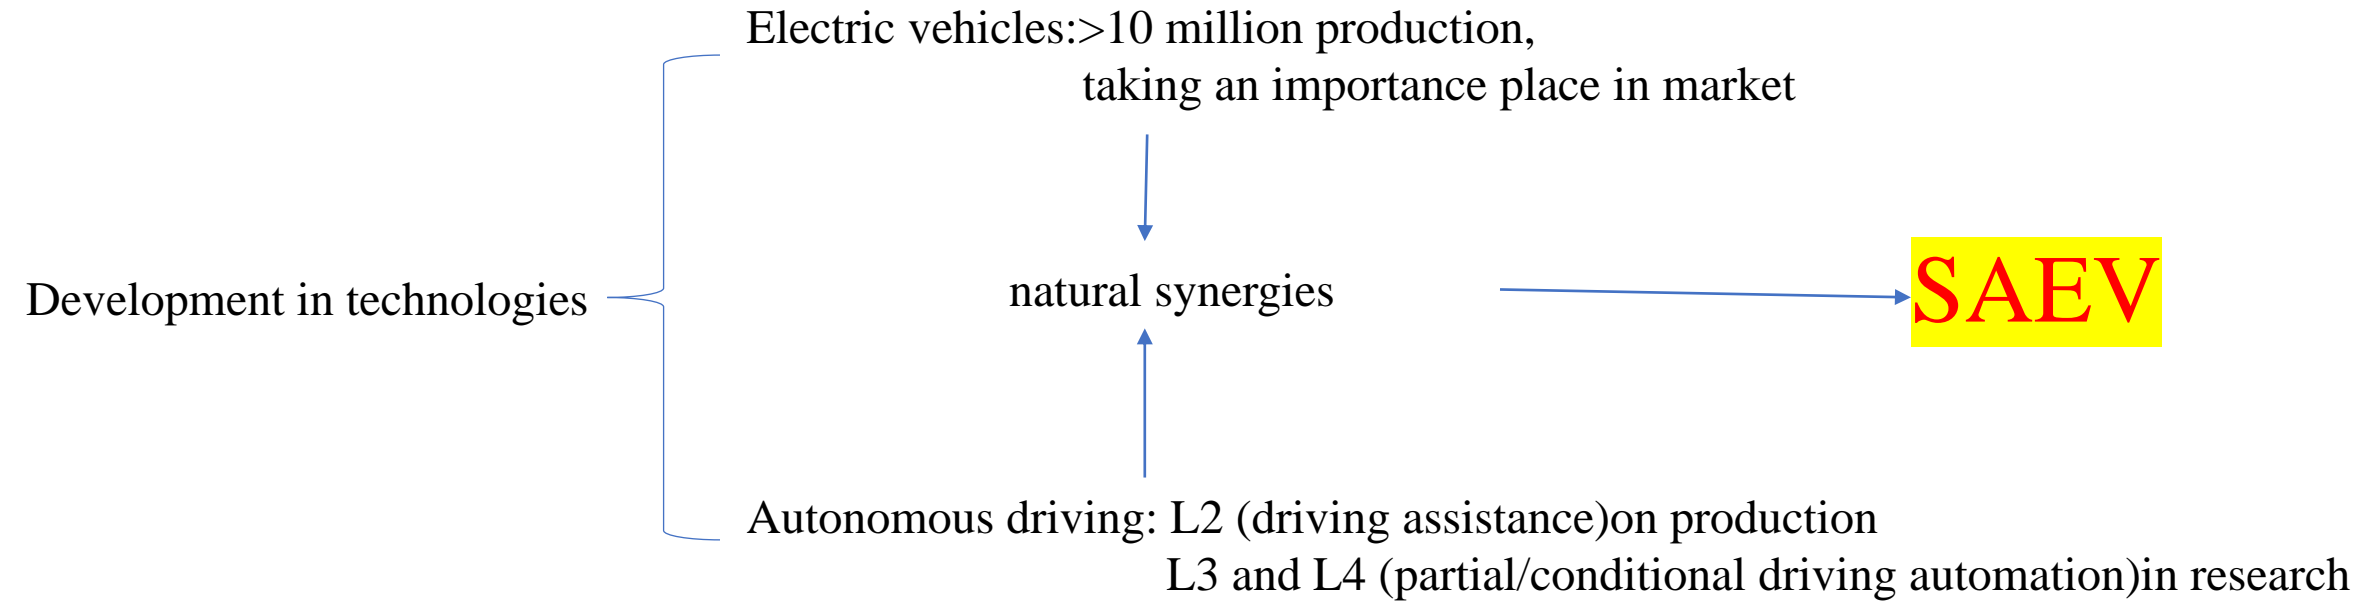 Electric vehicles:>10 million production,
taking an importance place in market
Development in technologies
natural synergies
SAEV
Autonomous driving: L2 (driving assistance)on production
L3 and L4 (partial/conditional driving automation)in research